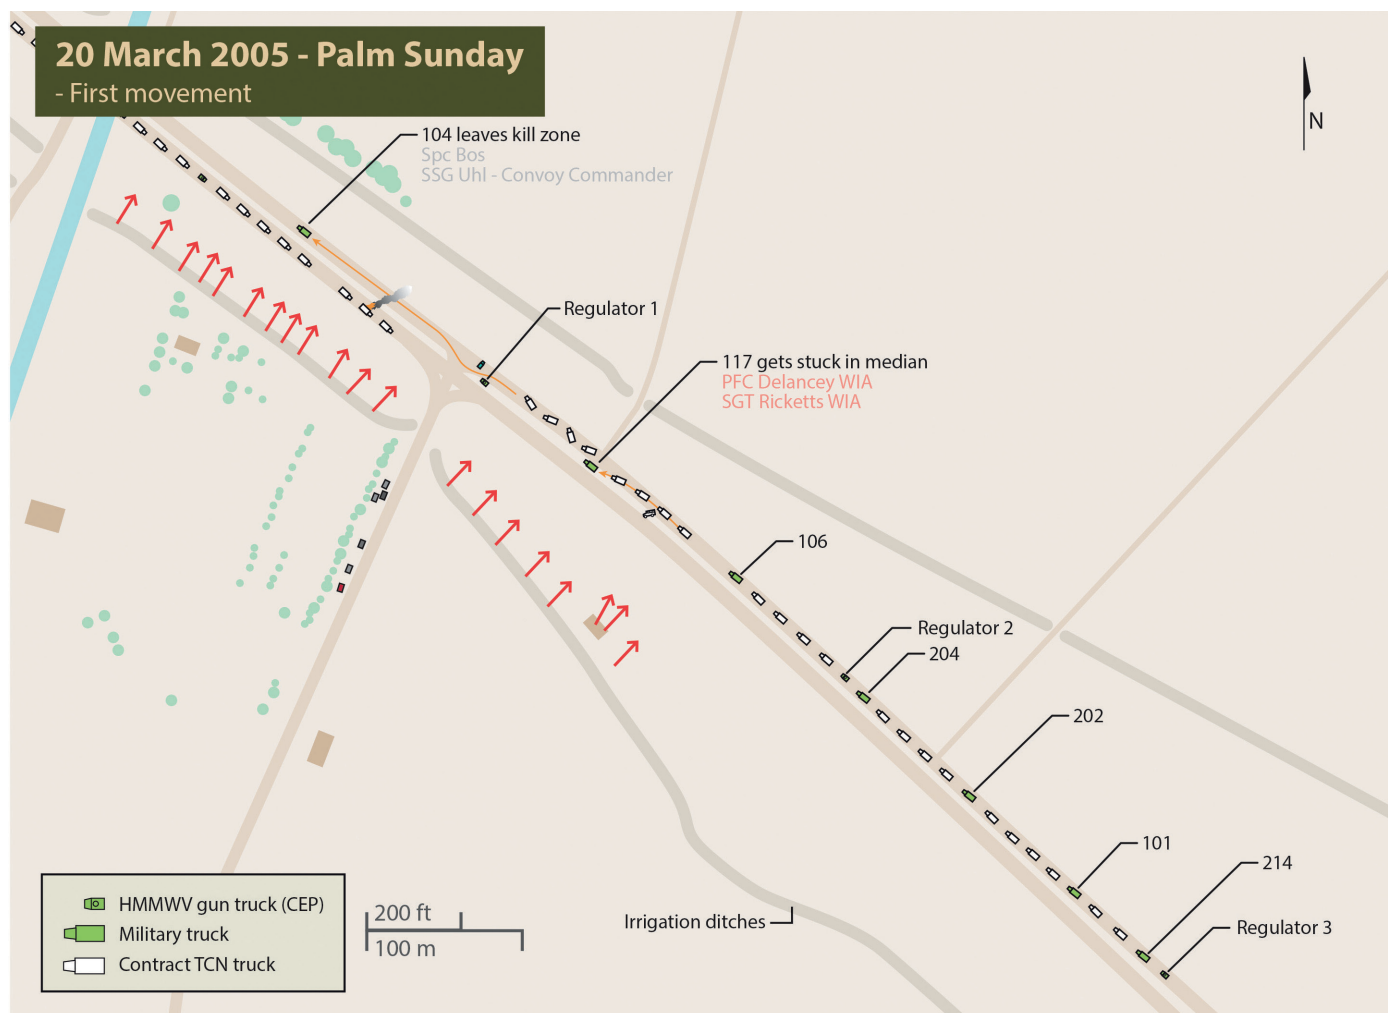 20 March 2005 - Palm Sunday
- First movement
N
104 leaves kill zone
Spc Bos
SSG Uhl - Convoy Commander
Regulator 1
117 gets stuck in median
PFC Delancey WIA
SGT Ricketts WIA
106
Regulator 2
204
202
101
214
Regulator 3
Irrigation ditches
HMMWV gun truck (CEP)
Military truck
Contract TCN truck
200 ft
100 m